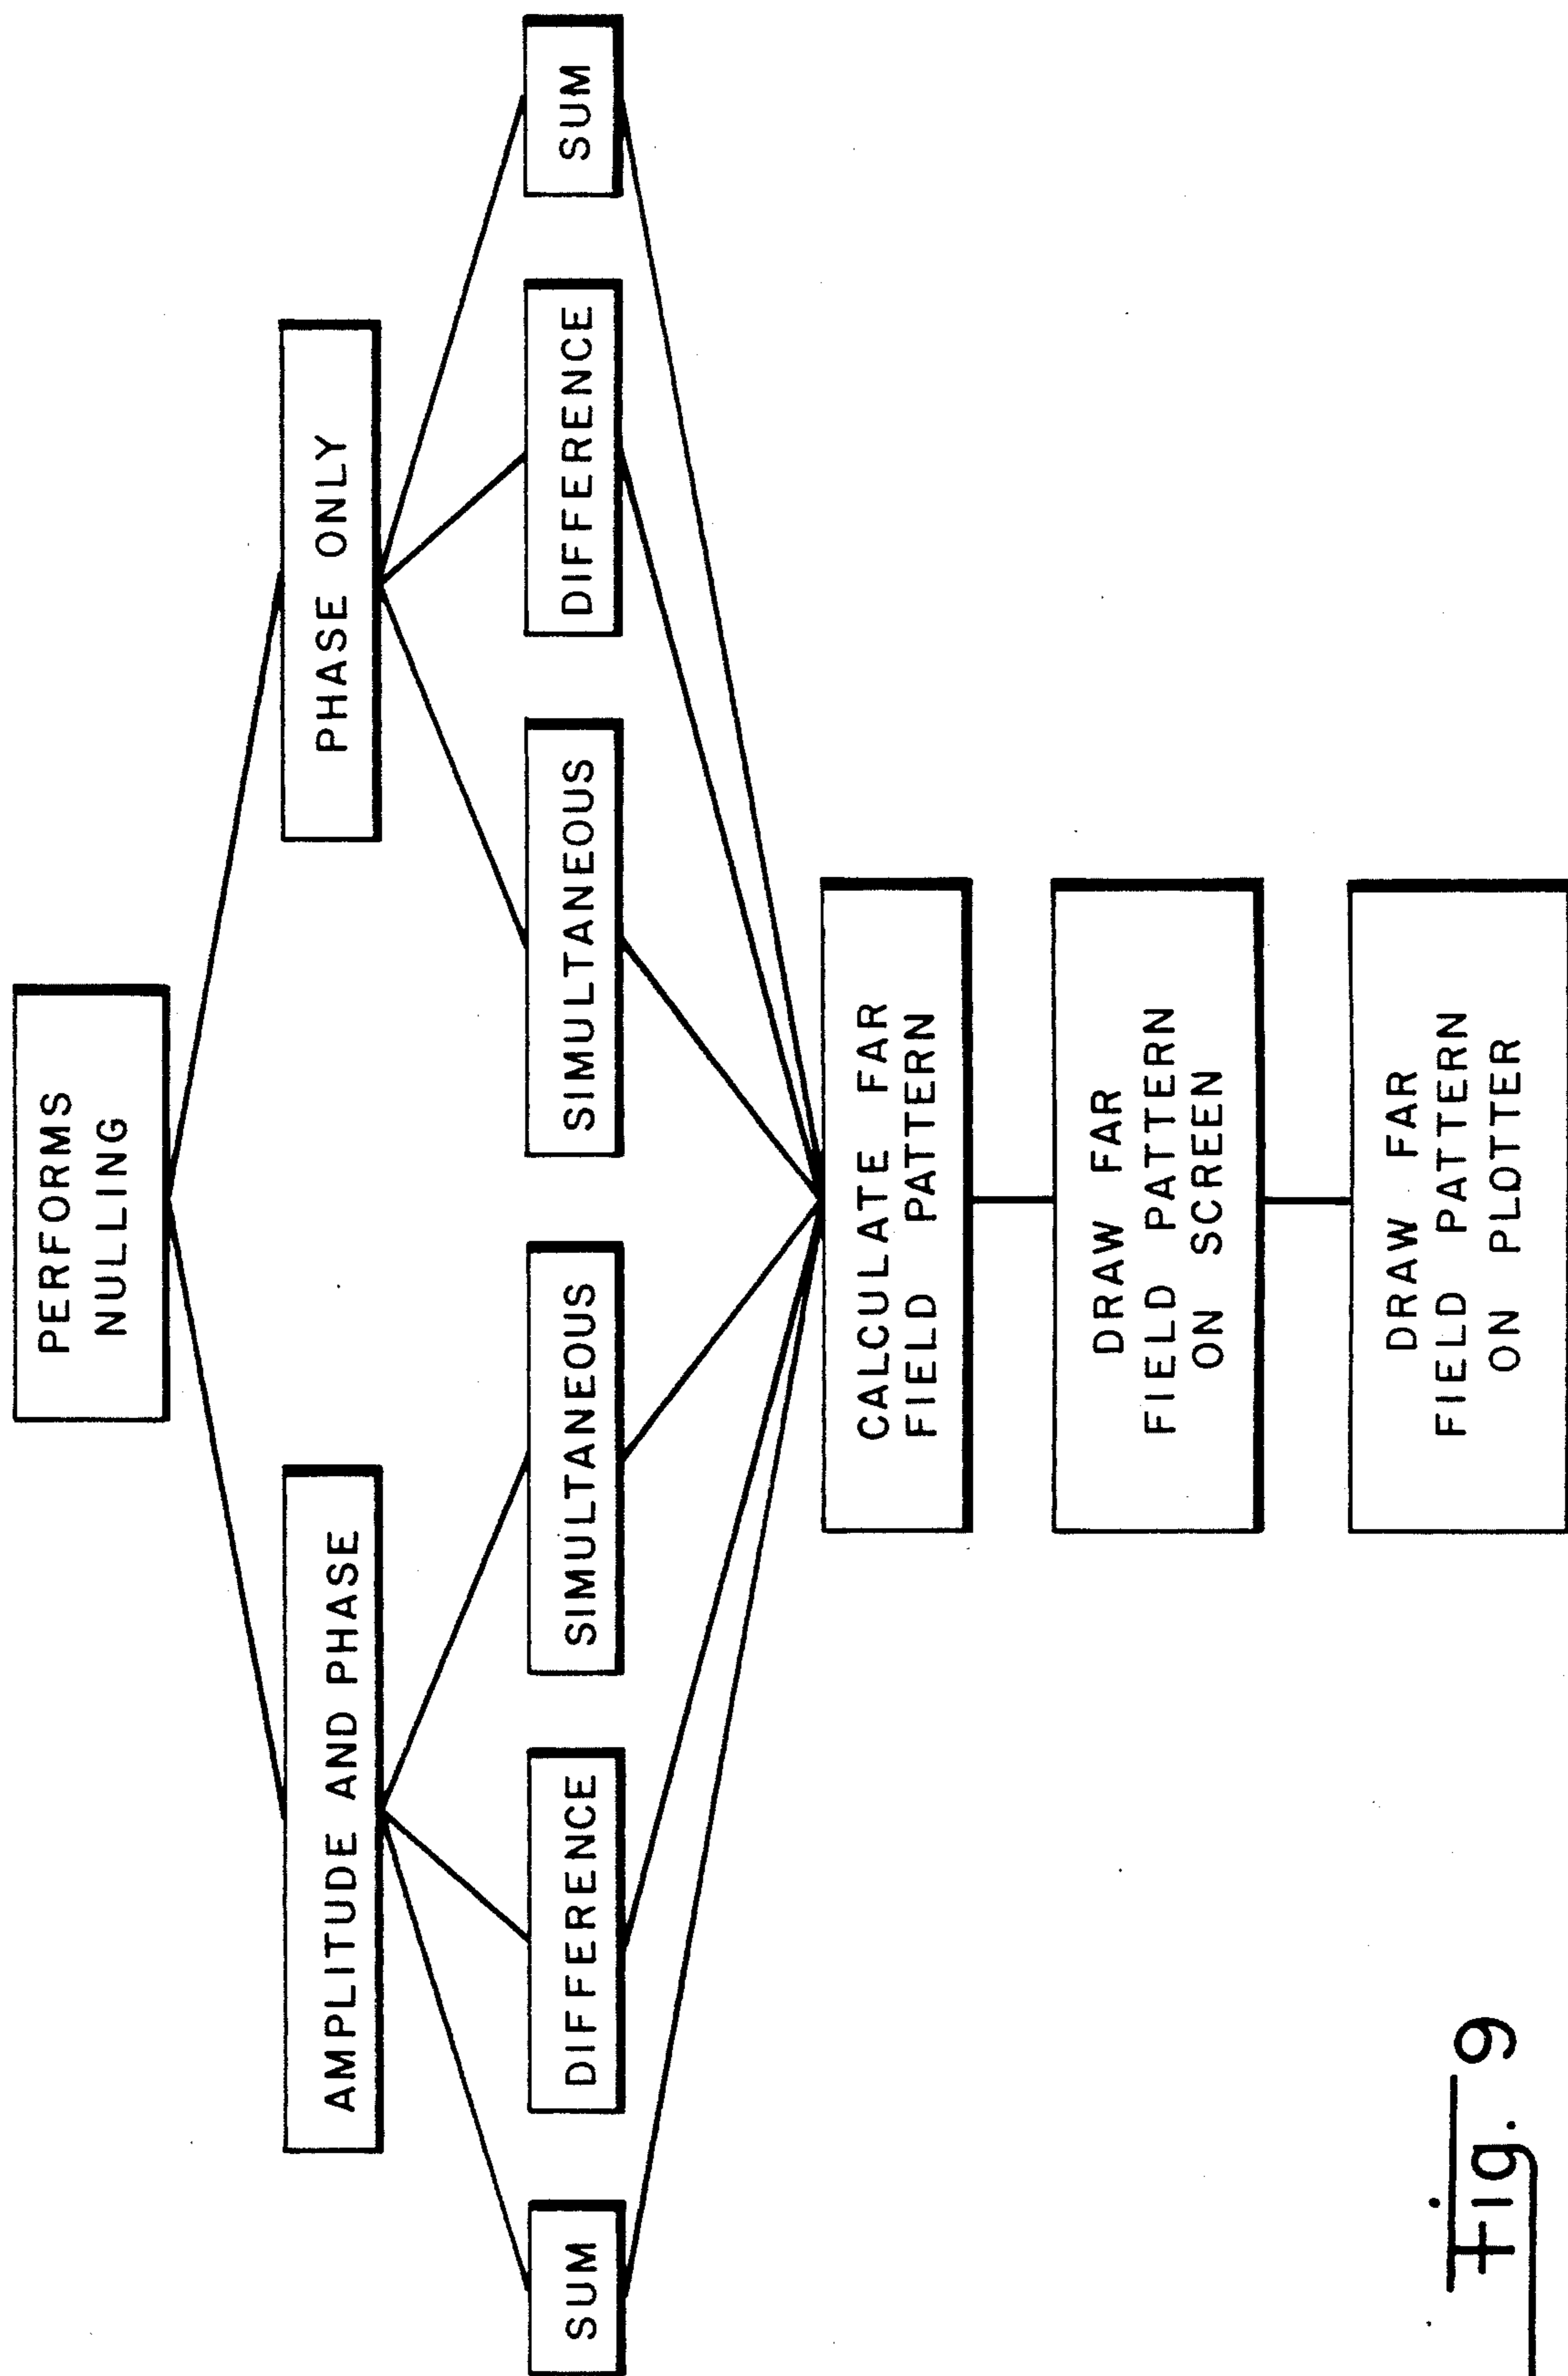 PERFORMS
NULLING
AMPLITUDE AND PHASE
PHASE ONLY
SUM
DIFFERENCE
SIMULTANEOUS
SIMULTANEOUS
DIFFERENCE
SUM
CALCULATE FAR
FIELD PATTERN
DRAW FAR
FIELD PATTERN
ON SCREEN
DRAW FAR
FIELD PATTERN
ON PLOTTER
Fig. 9